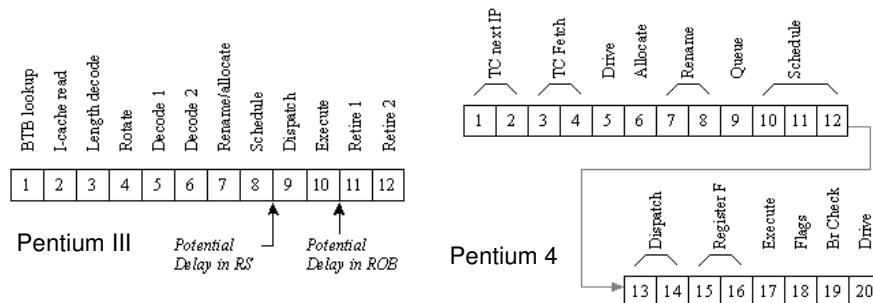 BTB lookup
I-cache read
Length decode
Rotate
Decode 1
Decode 2
Rename/allocate
Schedule
Dispatch
Execute
Retire 1
Retire 2
1 2 3 4 5 6 7 8 9 10 11 12
Pentium III
Potential
Delay in RS
Potential
Delay in ROB
TC next IP
TC Fetch
Drive
Allocate
Rename
Queue
Schedule
1 2 3 4 5 6 7 8 9 10 11 12
Pentium 4
Dispatch
Register F
Execute
Flags
Br Check
Drive
13 14 15 16 17 18 19 20